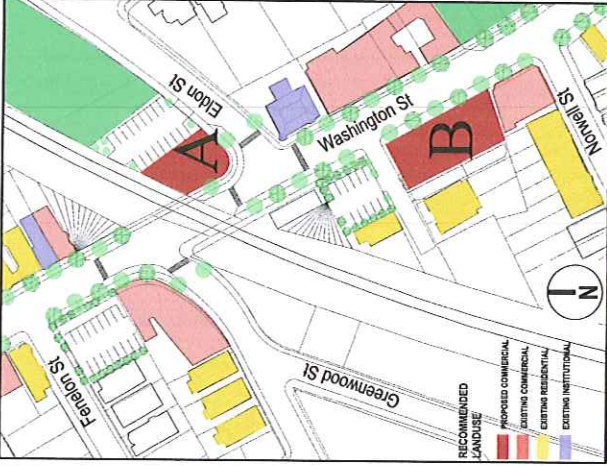 Eldon St
A
Washington St
B
Norwell St
Fenelon St
Greenwood St
N
RECOMMENDED
LANDUSE
PROPOSED COMMERCIAL
EXISTING COMMERCIAL
EXISTING RESIDENTIAL
EXISTING INSTITUTIONAL